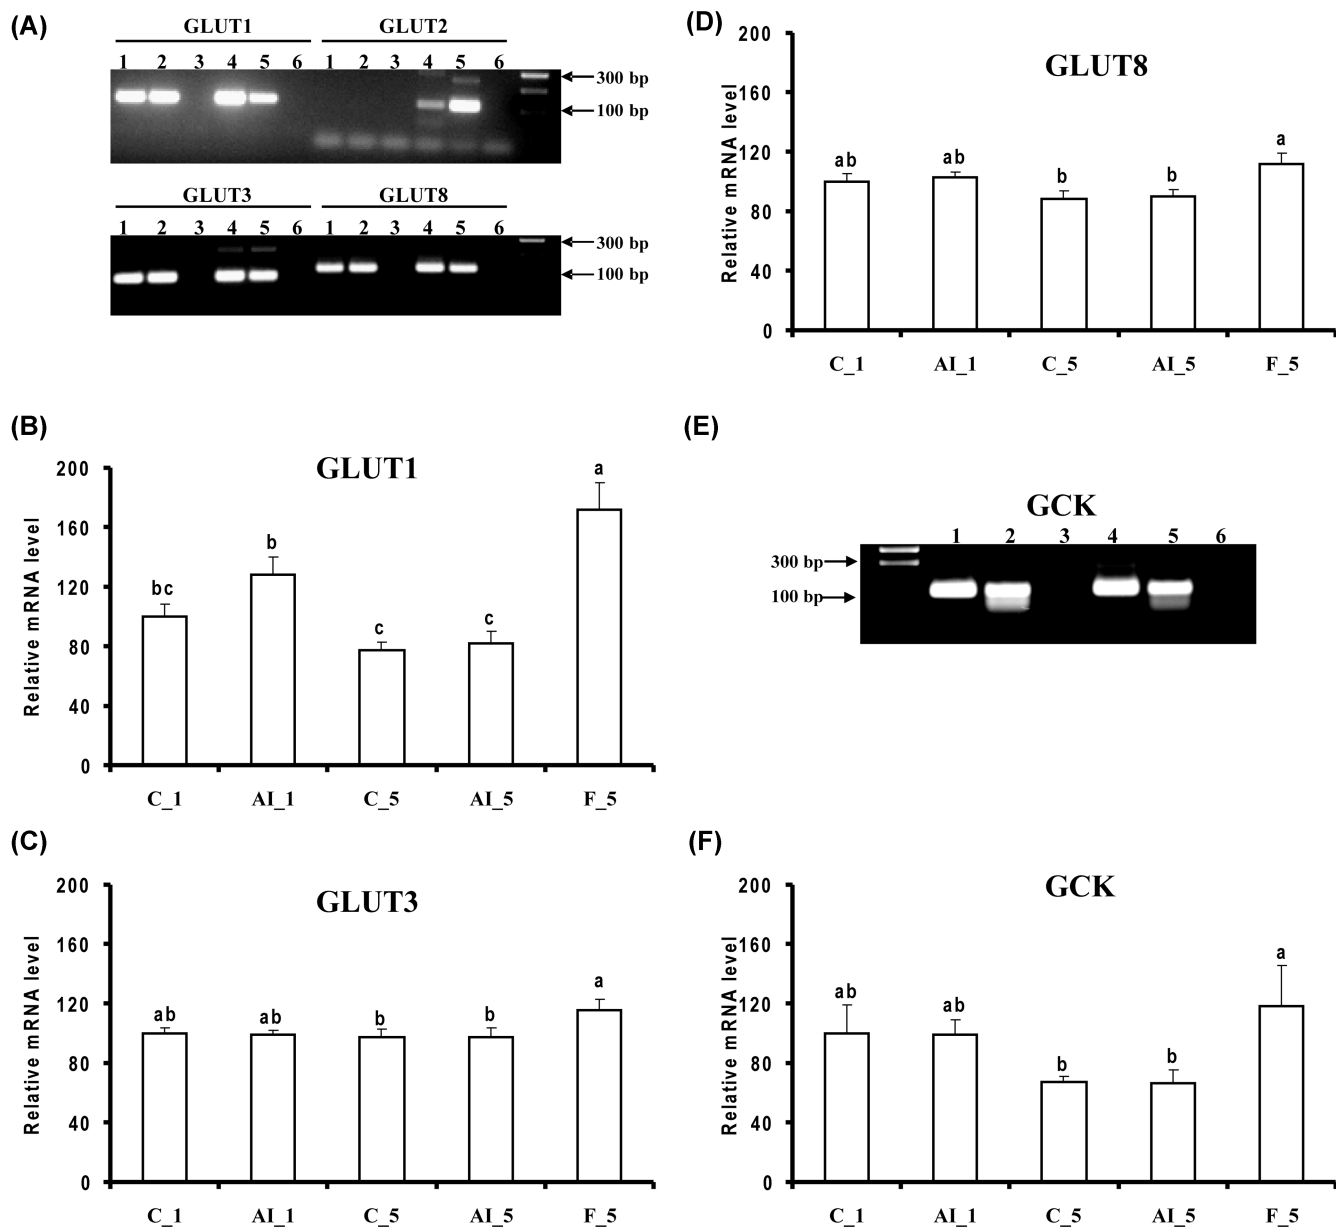 (A)
GLUT1 GLUT2
1 2 3 4 5 6 1 2 3 4 5 6
300 bp
100 bp
GLUT3 GLUT8
1 2 3 4 5 6 1 2 3 4 5 6
300 bp
100 bp
(B)
GLUT1
Relative mRNA level
200
160
120
80
40
0
bc
b
c
c
a
C_1 AI_1 C_5 AI_5 F_5
(C)
GLUT3
Relative mRNA level
200
160
120
80
40
0
ab
ab
b
b
a
C_1 AI_1 C_5 AI_5 F_5
(D)
GLUT8
Relative mRNA level
200
160
120
80
40
0
ab
ab
b
b
a
C_1 AI_1 C_5 AI_5 F_5
(E)
GCK
1 2 3 4 5 6
300 bp
100 bp
(F)
GCK
Relative mRNA level
200
160
120
80
40
0
ab
ab
b
b
a
C_1 AI_1 C_5 AI_5 F_5